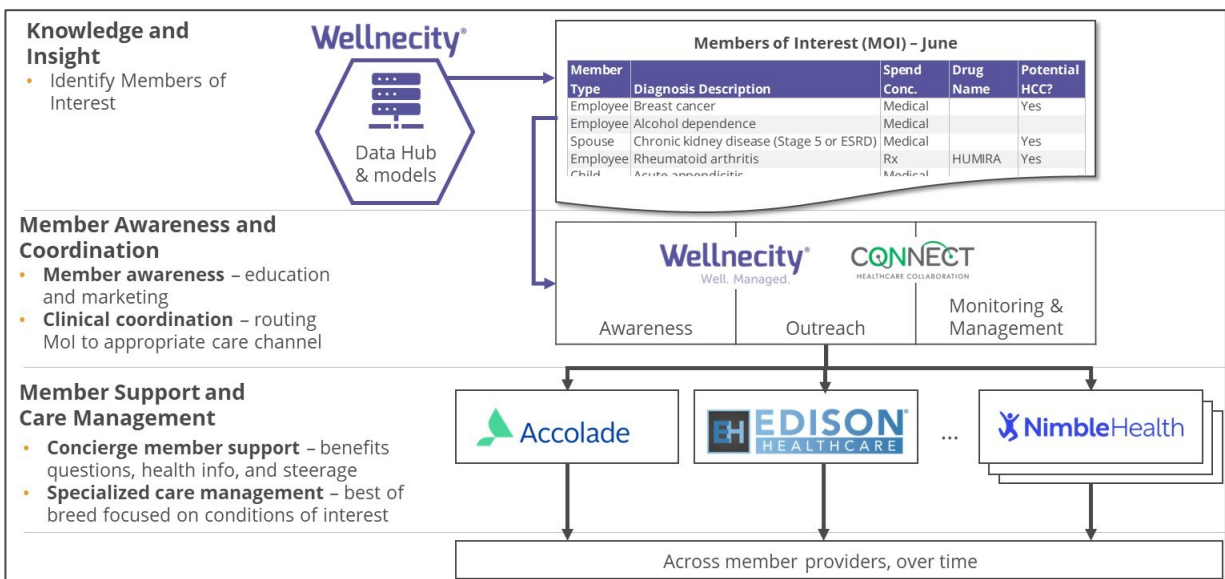 Knowledge and
Insight
• Identify Members of
Interest
Wellnecity®
Data Hub
& models
Members of Interest (MOI) – June
Member Type Diagnosis Description Spend Conc. Drug Name Potential HCC?
Employee Breast cancer Medical Yes
Employee Alcohol dependence Medical
Spouse Chronic kidney disease (Stage 5 or ESRD) Medical Yes
Employee Rheumatoid arthritis Rx HUMIRA Yes
Child Acute appendicitis Medical
Member Awareness and
Coordination
• Member awareness – education
and marketing
• Clinical coordination – routing
MoI to appropriate care channel
Wellnecity®
Well. Managed.
CONNECT
HEALTHCARE COLLABORATION
Awareness
Outreach
Monitoring &
Management
Member Support and
Care Management
• Concierge member support – benefits
questions, health info, and steerage
• Specialized care management – best of
breed focused on conditions of interest
Accolade
EH EDISON®
HEALTHCARE
...
NimbleHealth
Across member providers, over time